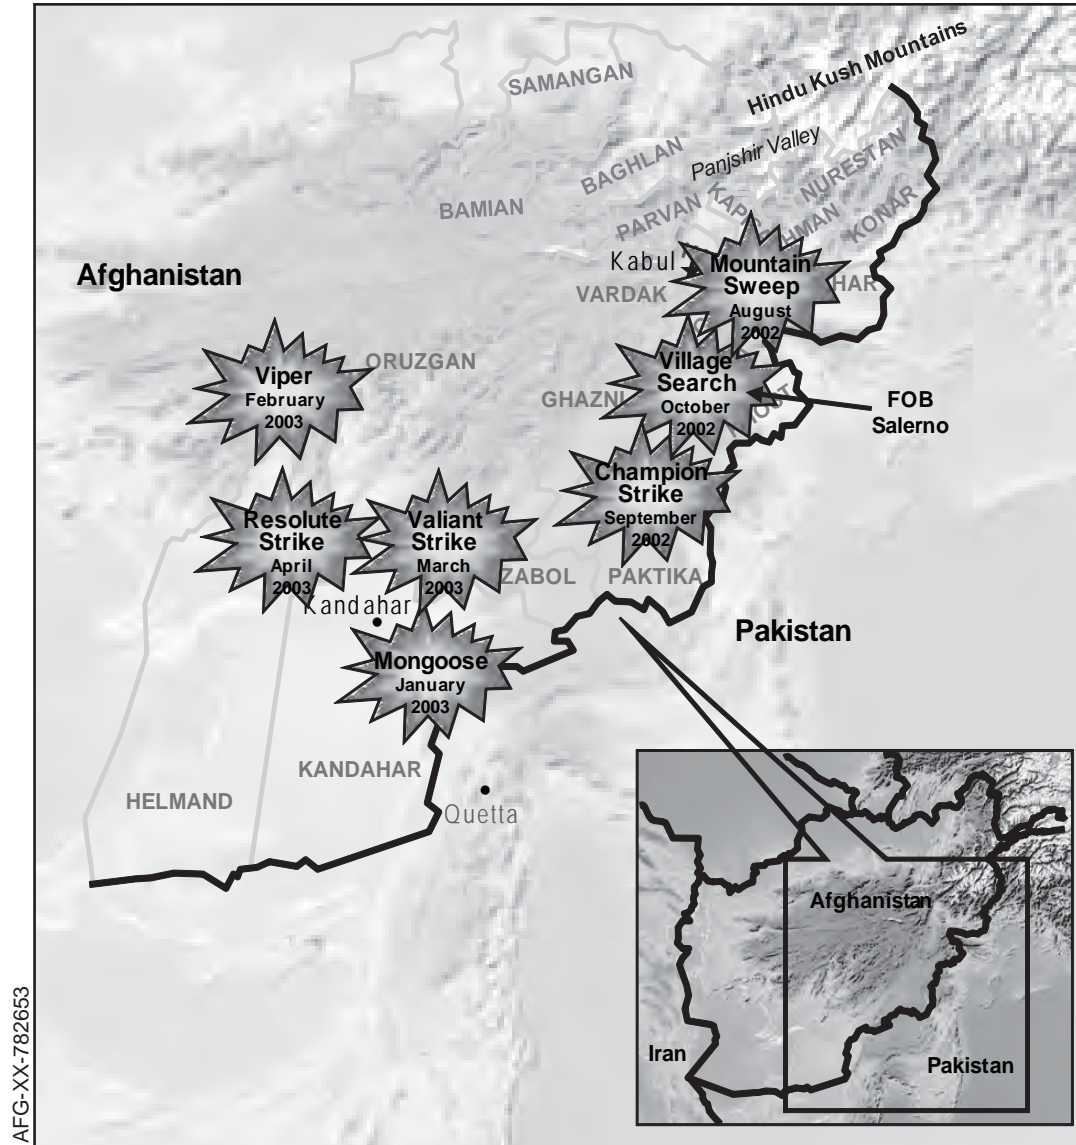 SAMANGAN
Hindu Kush Mountains
BAGHLAN
Panjshir Valley
NURESTAN
BAMIAN
PARVAN
KONAR
Afghanistan
Kabul
VARDAK
Mountain
Sweep
August
2002
HAR
ORUZGAN
Viper
February
2003
GHAZNI
Village
Search
October
2002
FOB
Salerno
Champion
Strike
September
2002
Resolute
Strike
April
2003
Valiant
Strike
March
2003
ZABOL
PAKTIKA
Kandahar
Pakistan
Mongoose
January
2003
KANDAHAR
HELMAND
Quetta
Afghanistan
Iran
Pakistan
AFG-XX-782653